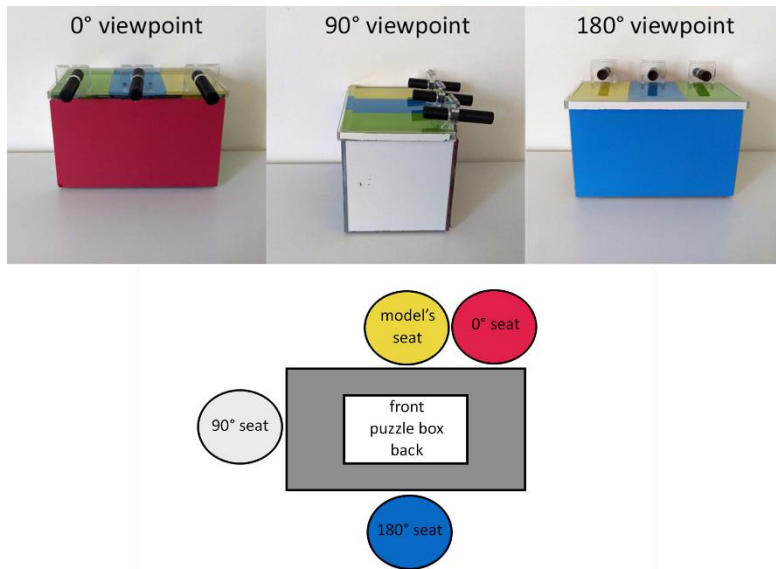 0° viewpoint
90° viewpoint
180° viewpoint
model's
seat
0° seat
90° seat
front
puzzle box
back
180° seat